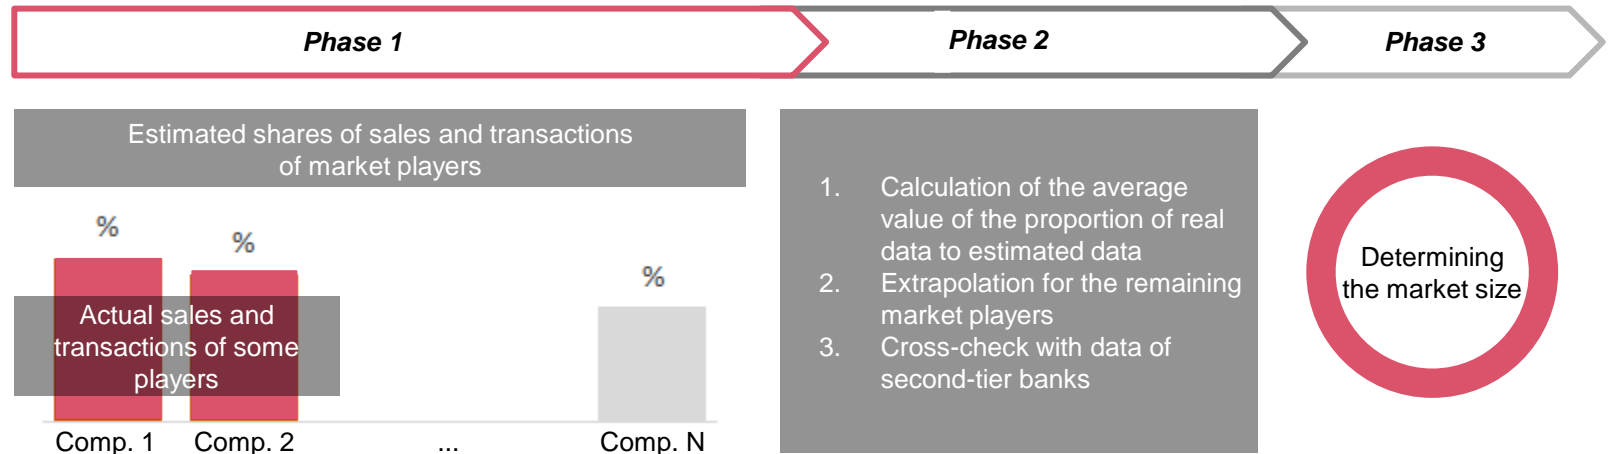 Phase 1
Phase 2
Phase 3
Estimated shares of sales and transactions
of market players
%
%
%
Actual sales and
transactions of some
players
Comp. 1
Comp. 2
...
Comp. N
1. Calculation of the average
value of the proportion of real
data to estimated data
2. Extrapolation for the remaining
market players
3. Cross-check with data of
second-tier banks
Determining
the market size